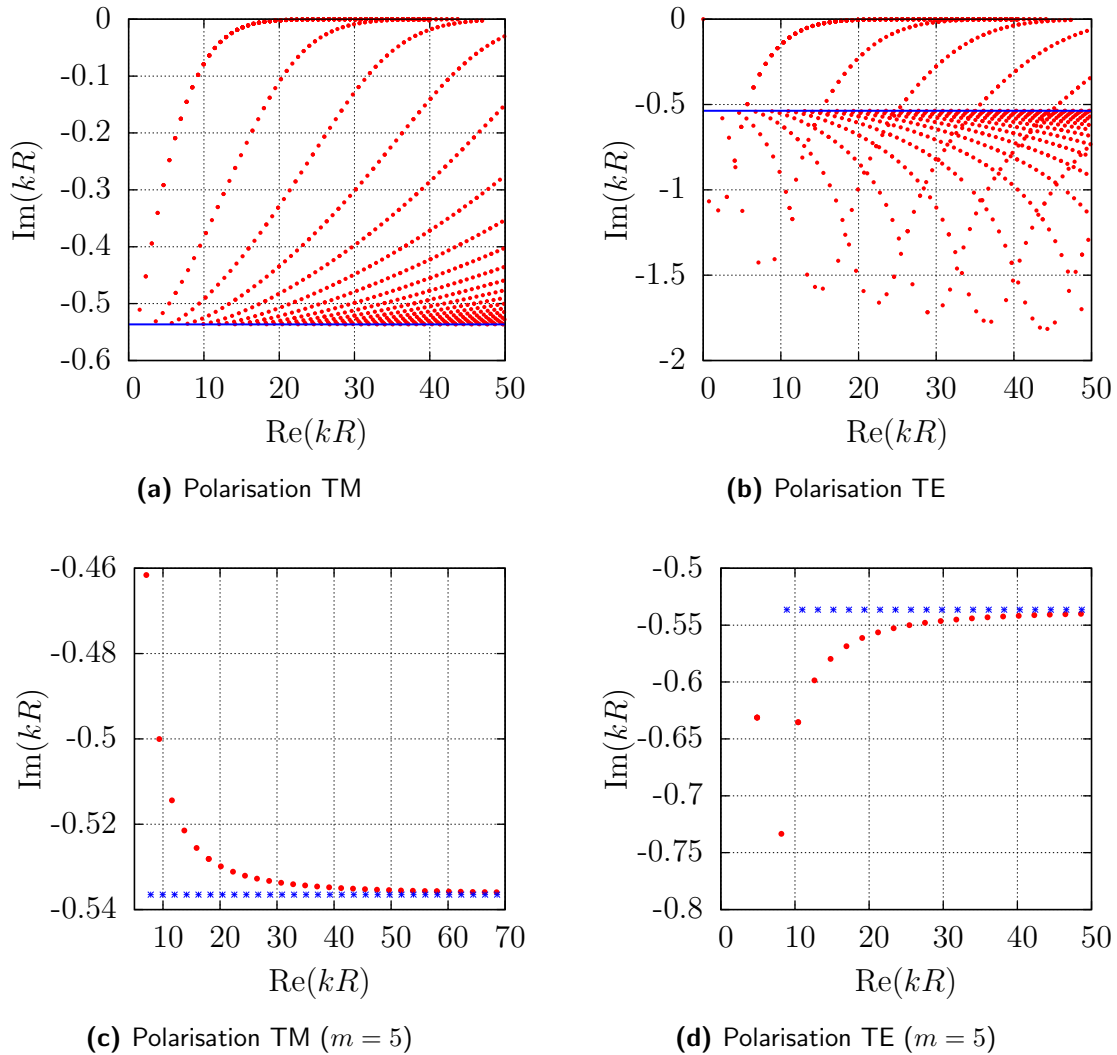 0
-0.1
-0.2
-0.3
-0.4
-0.5
-0.6
Im(kR)
0 10 20 30 40 50
Re(kR)
(a) Polarisation TM
0
-0.5
-1
-1.5
-2
Im(kR)
0 10 20 30 40 50
Re(kR)
(b) Polarisation TE
-0.46
-0.48
-0.5
-0.52
-0.54
Im(kR)
10 20 30 40 50 60 70
Re(kR)
(c) Polarisation TM (m = 5)
-0.5
-0.55
-0.6
-0.65
-0.7
-0.75
-0.8
Im(kR)
0 10 20 30 40 50
Re(kR)
(d) Polarisation TE (m = 5)